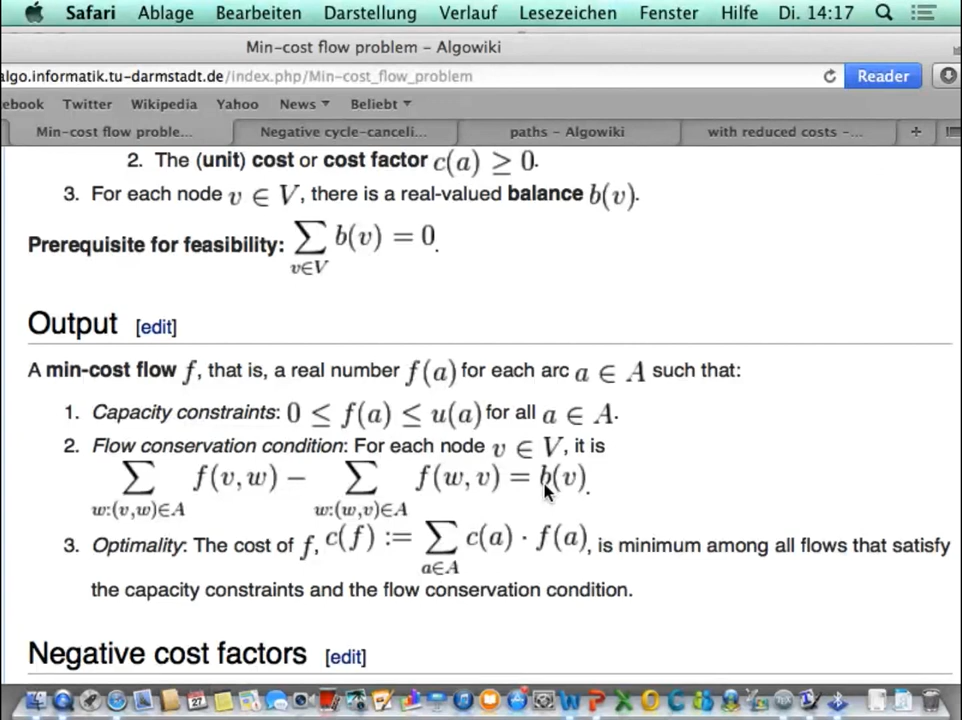 Safari Ablage Bearbeiten Darstellung Verlauf Lesezeichen Fenster Hilfe Di. 14:17
Min-cost flow problem – Algowiki
algo.informatik.tu-darmstadt.de/index.php/Min-cost_flow_problem Reader
ebook Twitter Wikipedia Yahoo News ▾ Beliebt ▾
Min-cost flow proble... Negative cycle-canceli... paths – Algowiki with reduced costs -... +
2. The (unit) cost or cost factor c(a) ≥ 0.
3. For each node v ∈ V, there is a real-valued balance b(v).
Prerequisite for feasibility: ∑_{v∈V} b(v) = 0.
Output [edit]
A min-cost flow f, that is, a real number f(a) for each arc a ∈ A such that:
1. Capacity constraints: 0 ≤ f(a) ≤ u(a) for all a ∈ A.
2. Flow conservation condition: For each node v ∈ V, it is
∑_{w:(v,w)∈A} f(v,w) − ∑_{w:(w,v)∈A} f(w,v) = b(v).
3. Optimality: The cost of f, c(f) := ∑_{a∈A} c(a) · f(a), is minimum among all flows that satisfy
the capacity constraints and the flow conservation condition.
Negative cost factors [edit]